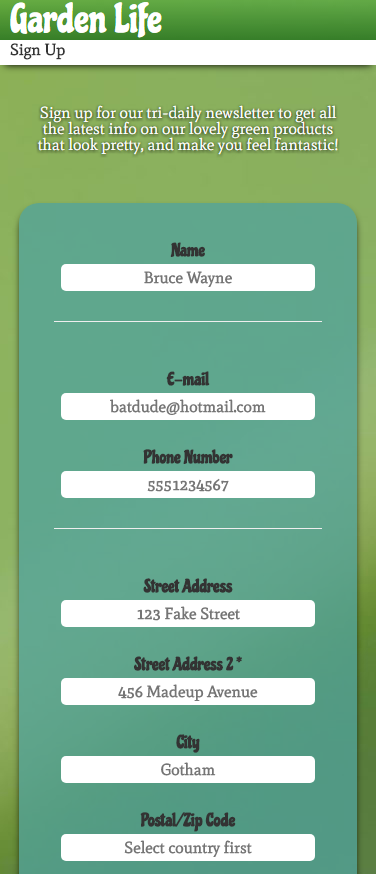 Garden Life
Sign Up
Sign up for our tri-daily newsletter to get all
the latest info on our lovely green products
that look pretty, and make you feel fantastic!
Name
Bruce Wayne
E-mail
batdude@hotmail.com
Phone Number
5551234567
Street Address
123 Fake Street
Street Address 2 *
456 Madeup Avenue
City
Gotham
Postal/Zip Code
Select country first